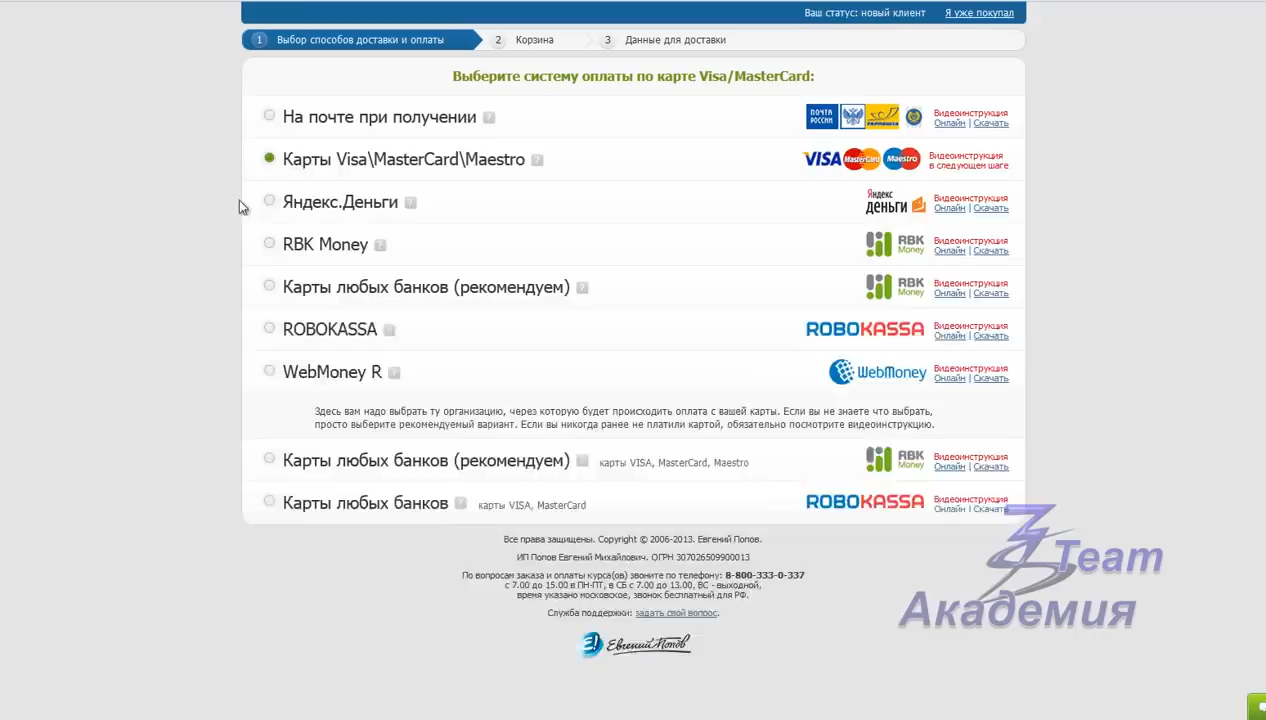 Ваш статус: новый клиент Я уже покупал
1 Выбор способов доставки и оплаты 2 Корзина 3 Данные для доставки
Выберите систему оплаты по карте Visa/MasterCard:
На почте при получении ? ПОЧТА РОССИИ УКРПОШТА Видеоинструкция
Онлайн | Скачать
Карты Visa\MasterCard\Maestro ? VISA MasterCard Maestro Видеоинструкция
в следующем шаге
Яндекс.Деньги ? Яндекс деньги Видеоинструкция
Онлайн | Скачать
RBK Money ? RBK Money Видеоинструкция
Онлайн | Скачать
Карты любых банков (рекомендуем) ? RBK Money Видеоинструкция
Онлайн | Скачать
ROBOKASSA ? ROBOKASSA Видеоинструкция
Онлайн | Скачать
WebMoney R ? WebMoney Видеоинструкция
Онлайн | Скачать
Здесь вам надо выбрать ту организацию, через которую будет происходить оплата с вашей карты. Если вы не знаете что выбрать,
просто выберите рекомендуемый вариант. Если вы никогда ранее не платили картой, обязательно посмотрите видеоинструкцию.
Карты любых банков (рекомендуем) карты VISA, MasterCard, Maestro RBK Money Видеоинструкция
Онлайн | Скачать
Карты любых банков ? карты VISA, MasterCard ROBOKASSA Видеоинструкция
Онлайн | Скачать
Все права защищены. Copyright © 2006-2013. Евгений Попов.
ИП Попов Евгений Михайлович. ОГРН 307026509900013
По вопросам заказа и оплаты курса(ов) звоните по телефону: 8-800-333-0-337
с 7.00 до 15.00 в ПН-ПТ, в СБ с 7.00 до 13.00, ВС - выходной,
время указано московское, звонок бесплатный для РФ.
Служба поддержки: задать свой вопрос.
Евгений Попов
Team
Академия